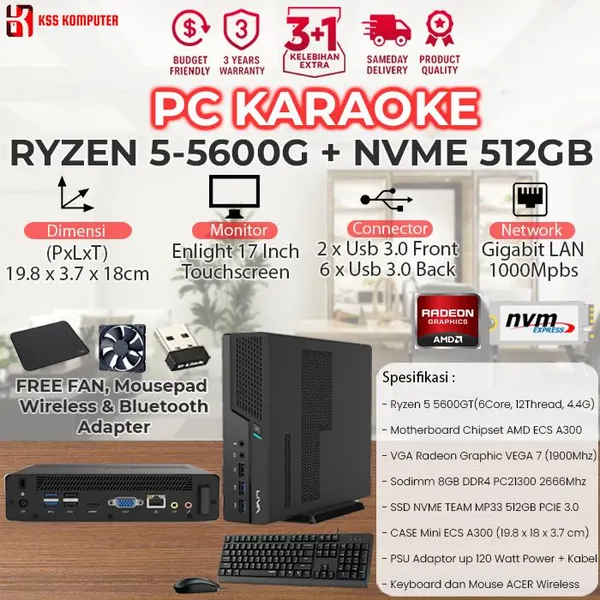 KSS KOMPUTER
BUDGET
FRIENDLY
3
3 YEARS
WARRANTY
3+1
KELEBIHAN
EXTRA
SAMEDAY
DELIVERY
PRODUCT
QUALITY
PC KARAOKE
RYZEN 5-5600G + NVME 512GB
Dimensi
(PxLxT)
19.8 x 3.7 x 18cm
Monitor
Enlight 17 Inch
Touchscreen
Connector
2 x Usb 3.0 Front
6 x Usb 3.0 Back
Network
Gigabit LAN
1000Mpbs
RADEON
GRAPHICS
AMD
nvm
EXPRESS
FREE FAN, Mousepad
Wireless & Bluetooth
Adapter
Spesifikasi :
- Ryzen 5 5600GT(6Core, 12Thread, 4.4G)
- Motherboard Chipset AMD ECS A300
- VGA Radeon Graphic VEGA 7 (1900Mhz)
- Sodimm 8GB DDR4 PC21300 2666Mhz
- SSD NVME TEAM MP33 512GB PCIE 3.0
- CASE Mini ECS A300 (19.8 x 18 x 3.7 cm)
- PSU Adaptor up 120 Watt Power + Kabel
- Keyboard dan Mouse ACER Wireless
LIVA